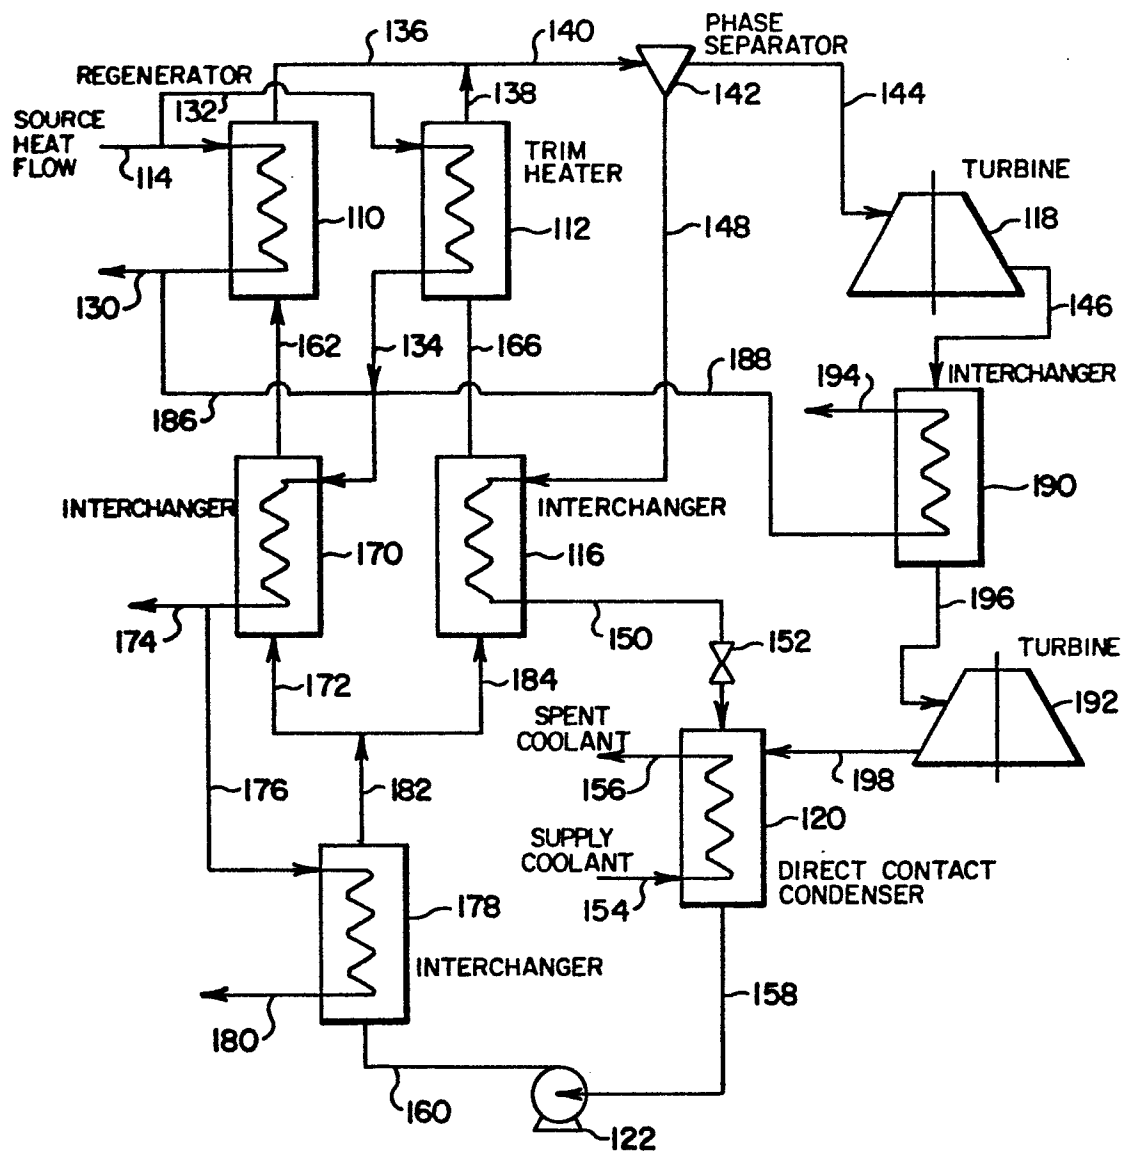 136
140
PHASE
SEPARATOR
REGENERATOR
132
138
142
144
SOURCE
HEAT
FLOW
114
TRIM
HEATER
TURBINE
110
112
148
118
130
146
162
134
166
188
194
INTERCHANGER
186
190
INTERCHANGER
INTERCHANGER
170
116
196
174
150
152
TURBINE
172
184
192
SPENT
COOLANT
156
198
176
182
120
SUPPLY
COOLANT
154
DIRECT CONTACT
CONDENSER
178
INTERCHANGER
158
180
160
122